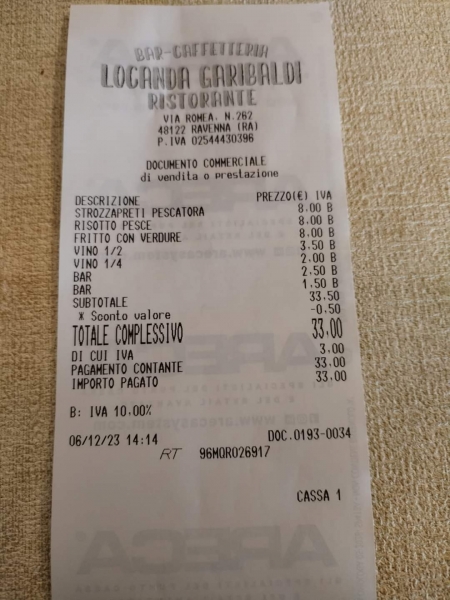 BAR-CAFFETTERIA
LOCANDA GARIBALDI
RISTORANTE
VIA ROMEA, N.262
48122 RAVENNA (RA)
P.IVA 02544430396
DOCUMENTO COMMERCIALE
di vendita o prestazione
DESCRIZIONE PREZZO(€) IVA
STROZZAPRETI PESCATORA 8.00 B
RISOTTO PESCE 8.00 B
FRITTO CON VERDURE 8.00 B
VINO 1/2 3.50 B
VINO 1/4 2.00 B
BAR 2.50 B
BAR 1.50 B
SUBTOTALE 33.50
* Sconto valore -0.50
TOTALE COMPLESSIVO 33,00
DI CUI IVA 3.00
PAGAMENTO CONTANTE 33.00
IMPORTO PAGATO 33.00
B: IVA 10.00%
06/12/23 14:14 DOC.0193-0034
RT 96MQR026917
CASSA 1
ARECA